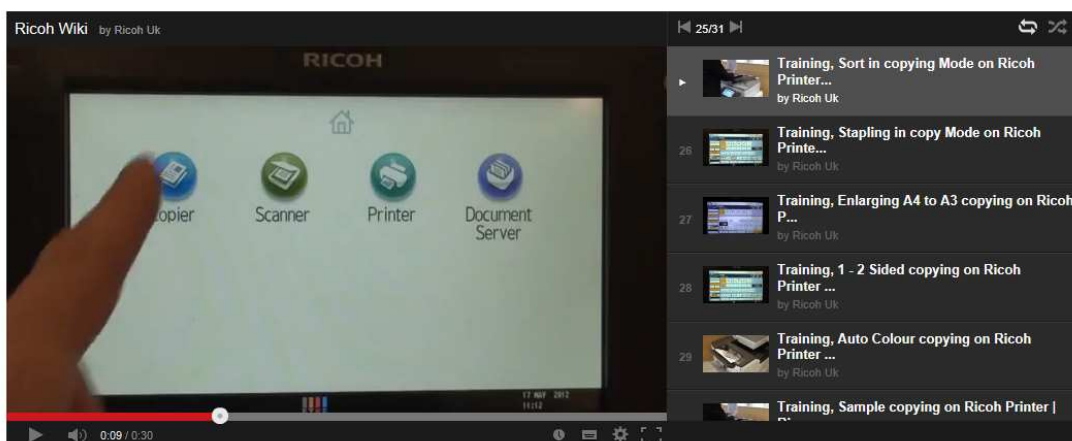 Ricoh Wiki by Ricoh Uk
RICOH
opier
Scanner
Printer
Document
Server
17 MAY 2012
11:12
0:09 / 0:30
25/31
Training, Sort in copying Mode on Ricoh
Printer...
by Ricoh Uk
26
Training, Stapling in copy Mode on Ricoh
Printe...
by Ricoh Uk
27
Training, Enlarging A4 to A3 copying on Ricoh
P...
by Ricoh Uk
28
Training, 1 - 2 Sided copying on Ricoh
Printer ...
by Ricoh Uk
29
Training, Auto Colour copying on Ricoh
Printer ...
by Ricoh Uk
Training, Sample copying on Ricoh Printer |